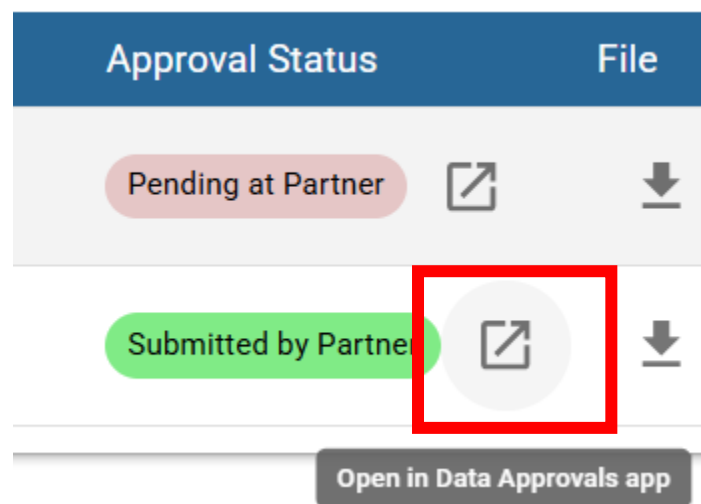 Approval Status File
Pending at Partner
Submitted by Partner
Open in Data Approvals app